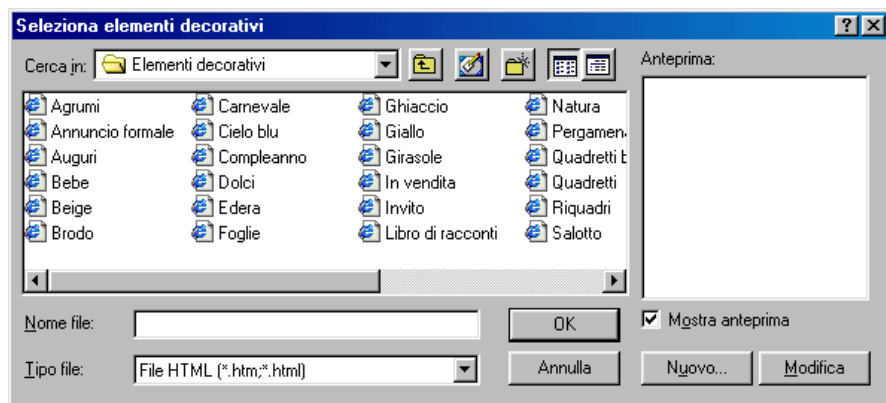 Seleziona elementi decorativi
Cerca in: Elementi decorativi
Anteprima:
Agrumi Carnevale Ghiaccio Natura
Annuncio formale Cielo blu Giallo Pergamen
Auguri Compleanno Girasole Quadretti b
Bebe Dolci In vendita Quadretti
Beige Edera Invito Riquadri
Brodo Foglie Libro di racconti Salotto
Nome file: OK Mostra anteprima
Tipo file: File HTML (*.htm;*.html) Annulla Nuovo... Modifica